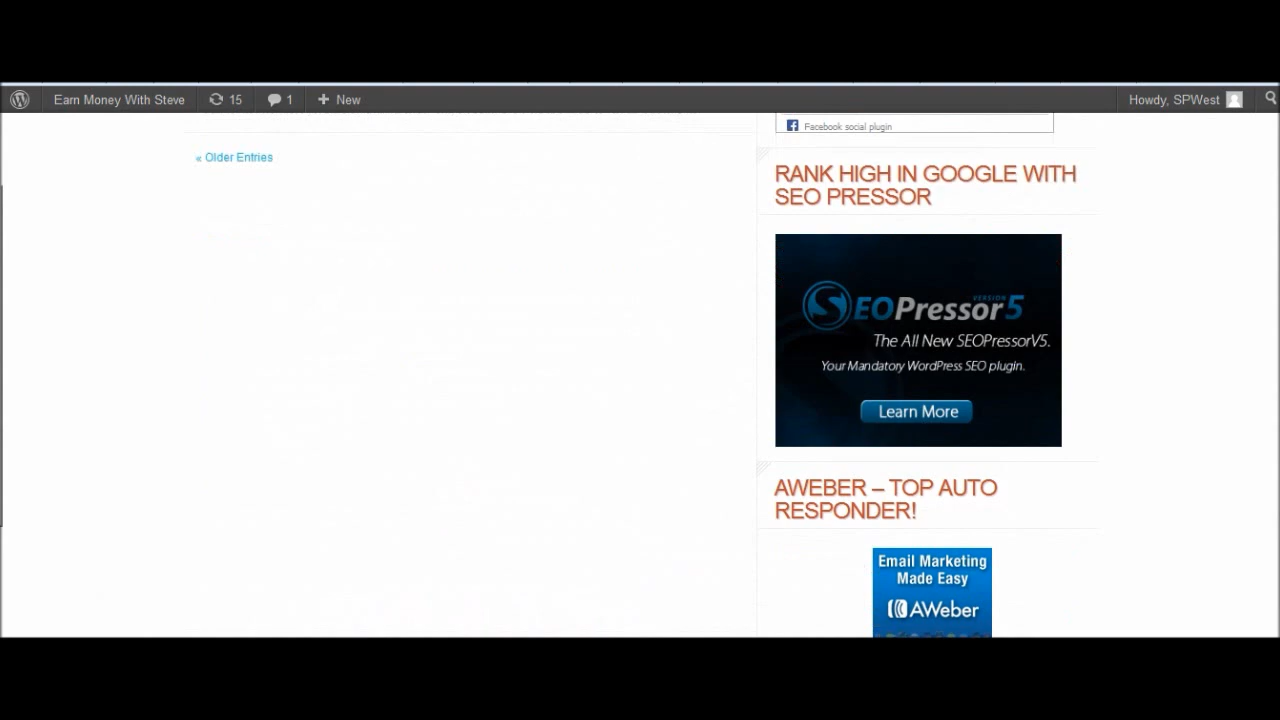 Earn Money With Steve 15 1 New Howdy, SPWest
Facebook social plugin
« Older Entries
RANK HIGH IN GOOGLE WITH
SEO PRESSOR
SEOPressor VERSION 5
The All New SEOPressorV5.
Your Mandatory WordPress SEO plugin.
Learn More
AWEBER – TOP AUTO
RESPONDER!
Email Marketing
Made Easy
AWeber